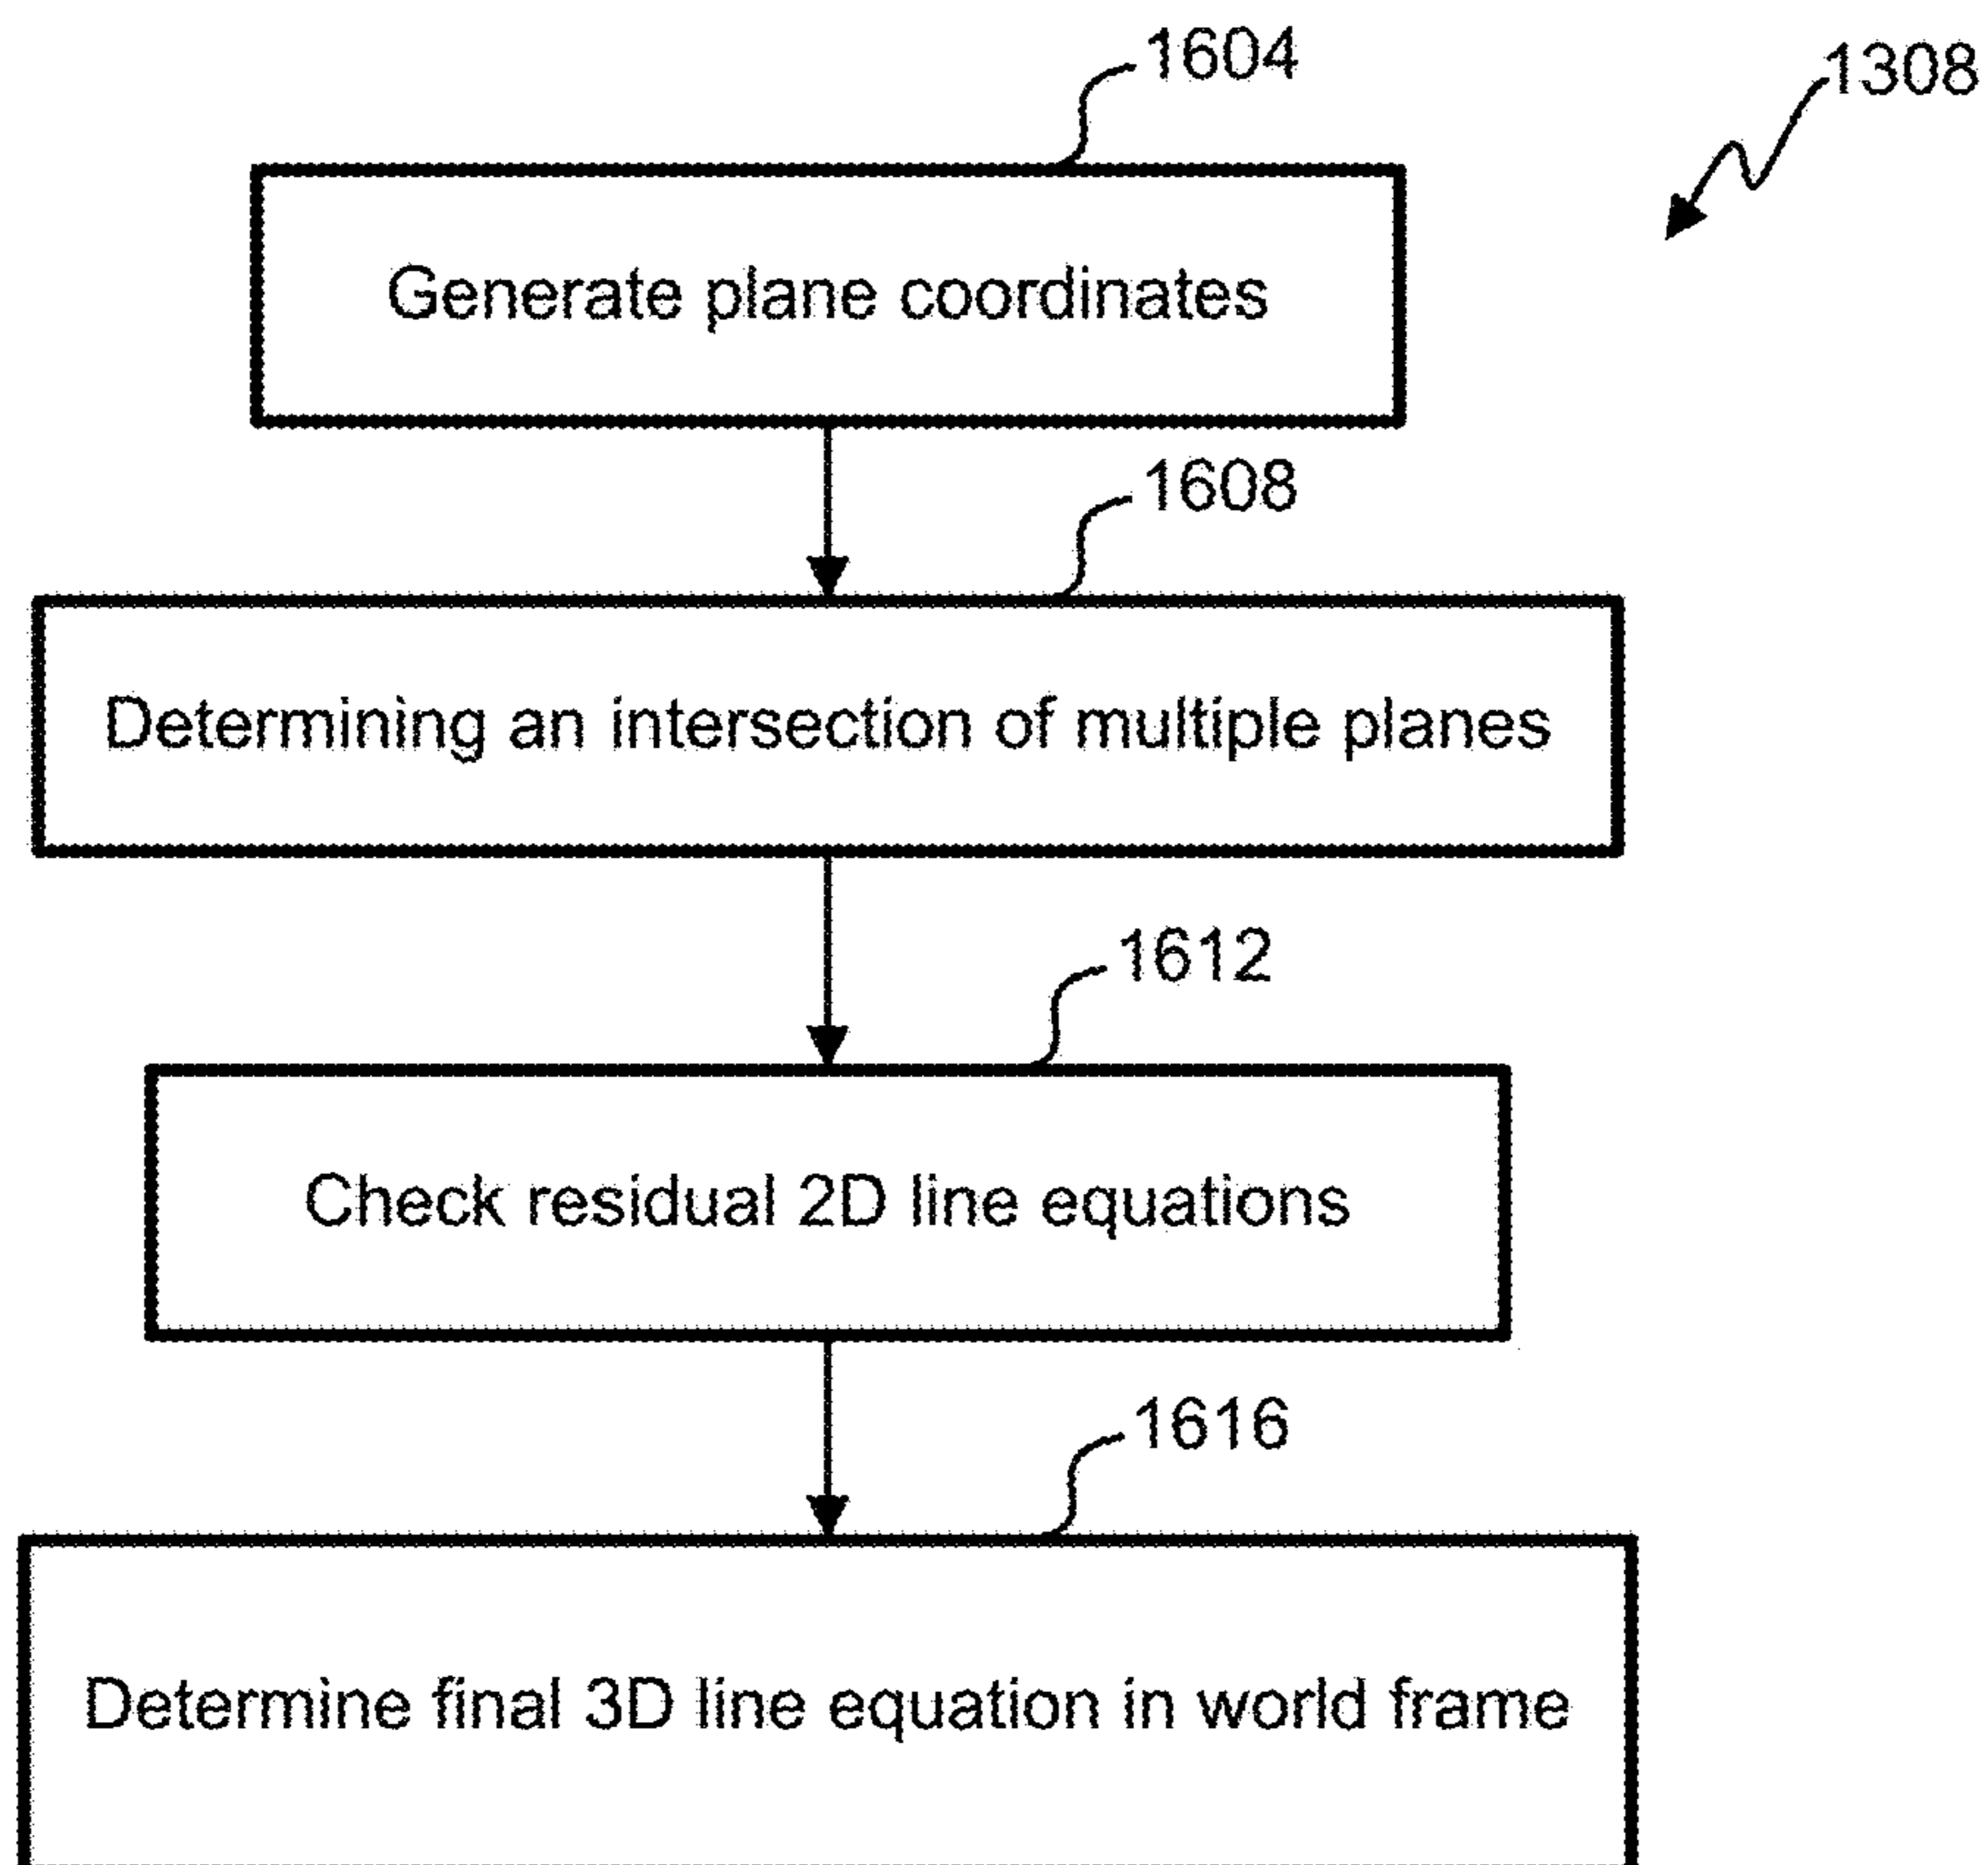 1604
1308
Generate plane coordinates
1608
Determining an intersection of multiple planes
1612
Check residual 2D line equations
1616
Determine final 3D line equation in world frame